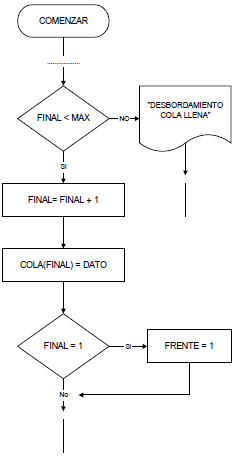 COMENZAR
FINAL < MAX
NO
"DESBORDAMIENTO
COLA LLENA"
SI
FINAL= FINAL + 1
COLA(FINAL) = DATO
FINAL = 1
SI
FRENTE = 1
No